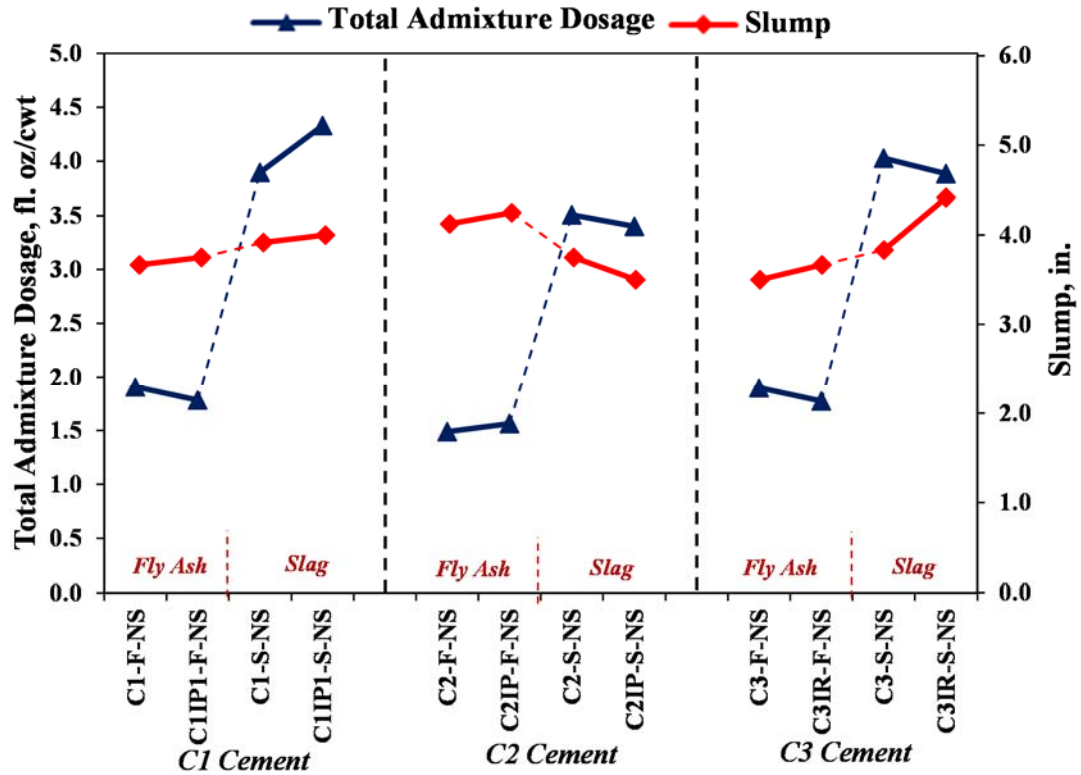 Total Admixture Dosage Slump
Total Admixture Dosage, fl. oz/cwt
5.0
4.5
4.0
3.5
3.0
2.5
2.0
1.5
1.0
0.5
0.0
6.0
5.0
4.0
3.0
2.0
1.0
0.0
Slump, in.
Fly Ash Slag Fly Ash Slag Fly Ash Slag
C1-F-NS
C1IP1-F-NS
C1-S-NS
C1IP1-S-NS
C2-F-NS
C2IP-F-NS
C2-S-NS
C2IP-S-NS
C3-F-NS
C3IR-F-NS
C3-S-NS
C3IR-S-NS
C1 Cement C2 Cement C3 Cement